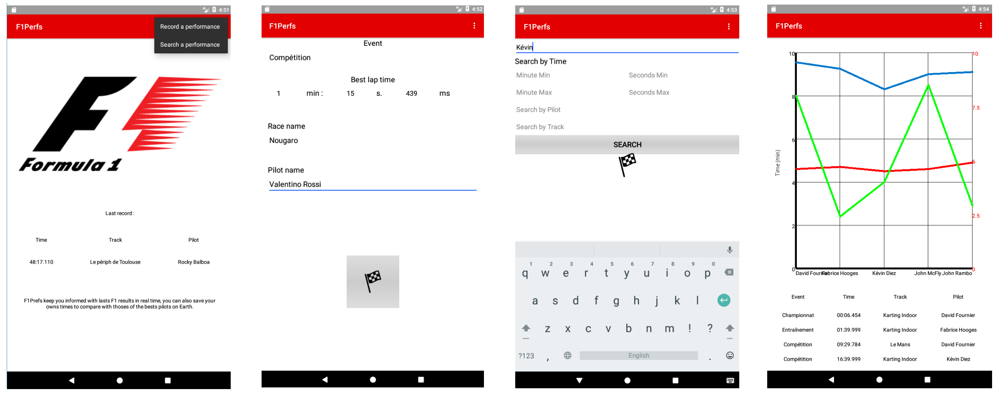 4G 4:51
F1Perfs
Record a performance
Search a performance
Formula 1
Last record :
Time Track Pilot
48:17.110 Le périph de Toulouse Rocky Balboa
F1Prefs keep you informed with lasts F1 results in real time, you can also save your
owns times to compare with thoses of the bests pilots on Earth.
4G 4:52
F1Perfs
Event
Compétition
Best lap time
1 min : 15 s. 439 ms
Race name
Nougaro
Pilot name
Valentino Rossi
4G 4:53
F1Perfs
Kévin
Search by Time
Minute Min Seconds Min
Minute Max Seconds Max
Search by Pilot
Search by Track
SEARCH
1 2 3 4 5 6 7 8 9 0
q w e r t y u i o p
a s d f g h j k l
z x c v b n m ! ?
?123 , English .
4G 4:54
F1Perfs
10 10
8
7.5
6
Time (min)
5
4
2.5
2
0 0
David Fournier Fabrice Hooges Kévin Diez John McFly John Rambo
Event Time Track Pilot
Championnat 00:06.454 Karting Indoor David Fournier
Entraînement 01:39.999 Karting Indoor Fabrice Hooges
Compétition 09:29.784 Le Mans David Fournier
Compétition 16:39.999 Karting Indoor Kévin Diez